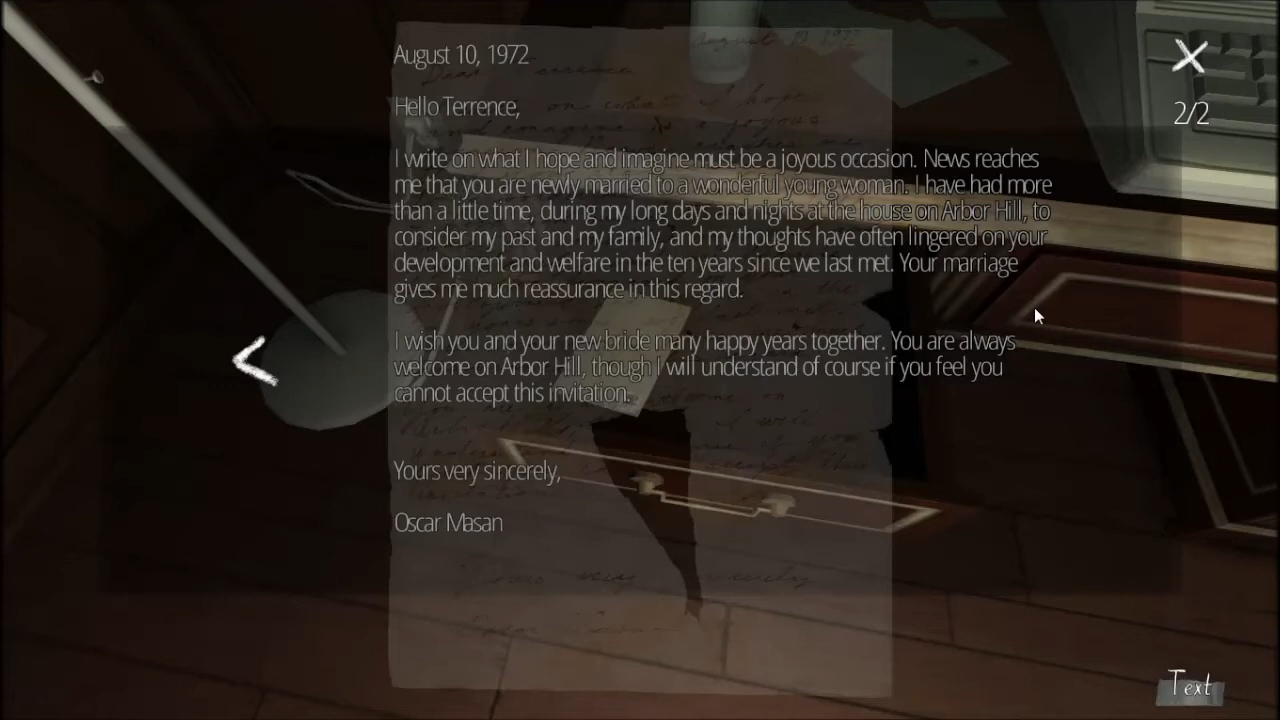 August 10, 1972
Hello Terrence,
I write on what I hope and imagine must be a joyous occasion. News reaches
me that you are newly married to a wonderful young woman. I have had more
than a little time, during my long days and nights at the house on Arbor Hill, to
consider my past and my family, and my thoughts have often lingered on your
development and welfare in the ten years since we last met. Your marriage
gives me much reassurance in this regard.
I wish you and your new bride many happy years together. You are always
welcome on Arbor Hill, though I will understand of course if you feel you
cannot accept this invitation.
Yours very sincerely,
Oscar Masan
2/2
Text